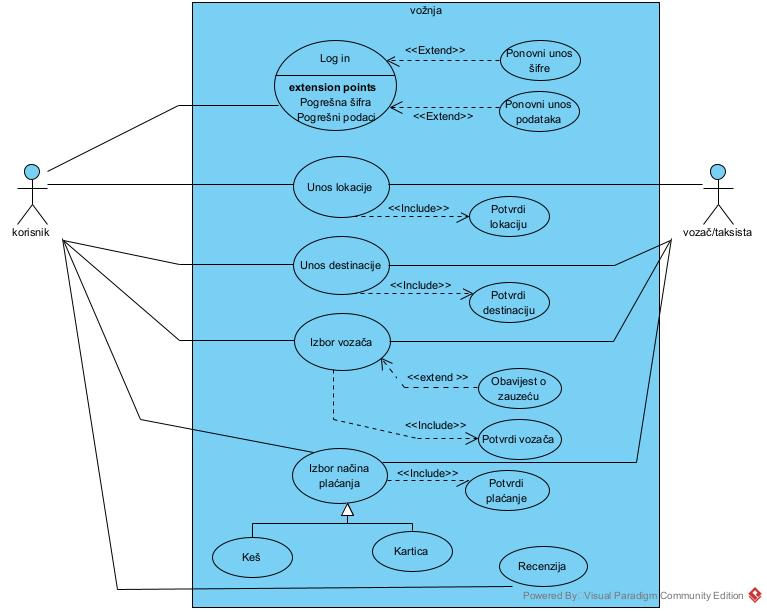 vožnja
Log in
extension points
Pogrešna šifra
Pogrešni podaci
<<Extend>>
Ponovni unos
šifre
<<Extend>>
Ponovni unos
podataka
korisnik
vozač/taksista
Unos lokacije
<<Include>>
Potvrdi
lokaciju
Unos destinacije
<<Include>>
Potvrdi
destinaciju
Izbor vozača
<<extend >>
Obavijest o
zauzeću
<<Include>>
Potvrdi vozača
Izbor načina
plaćanja
<<Include>>
Potvrdi
plaćanje
Keš
Kartica
Recenzija
Powered By: Visual Paradigm Community Edition